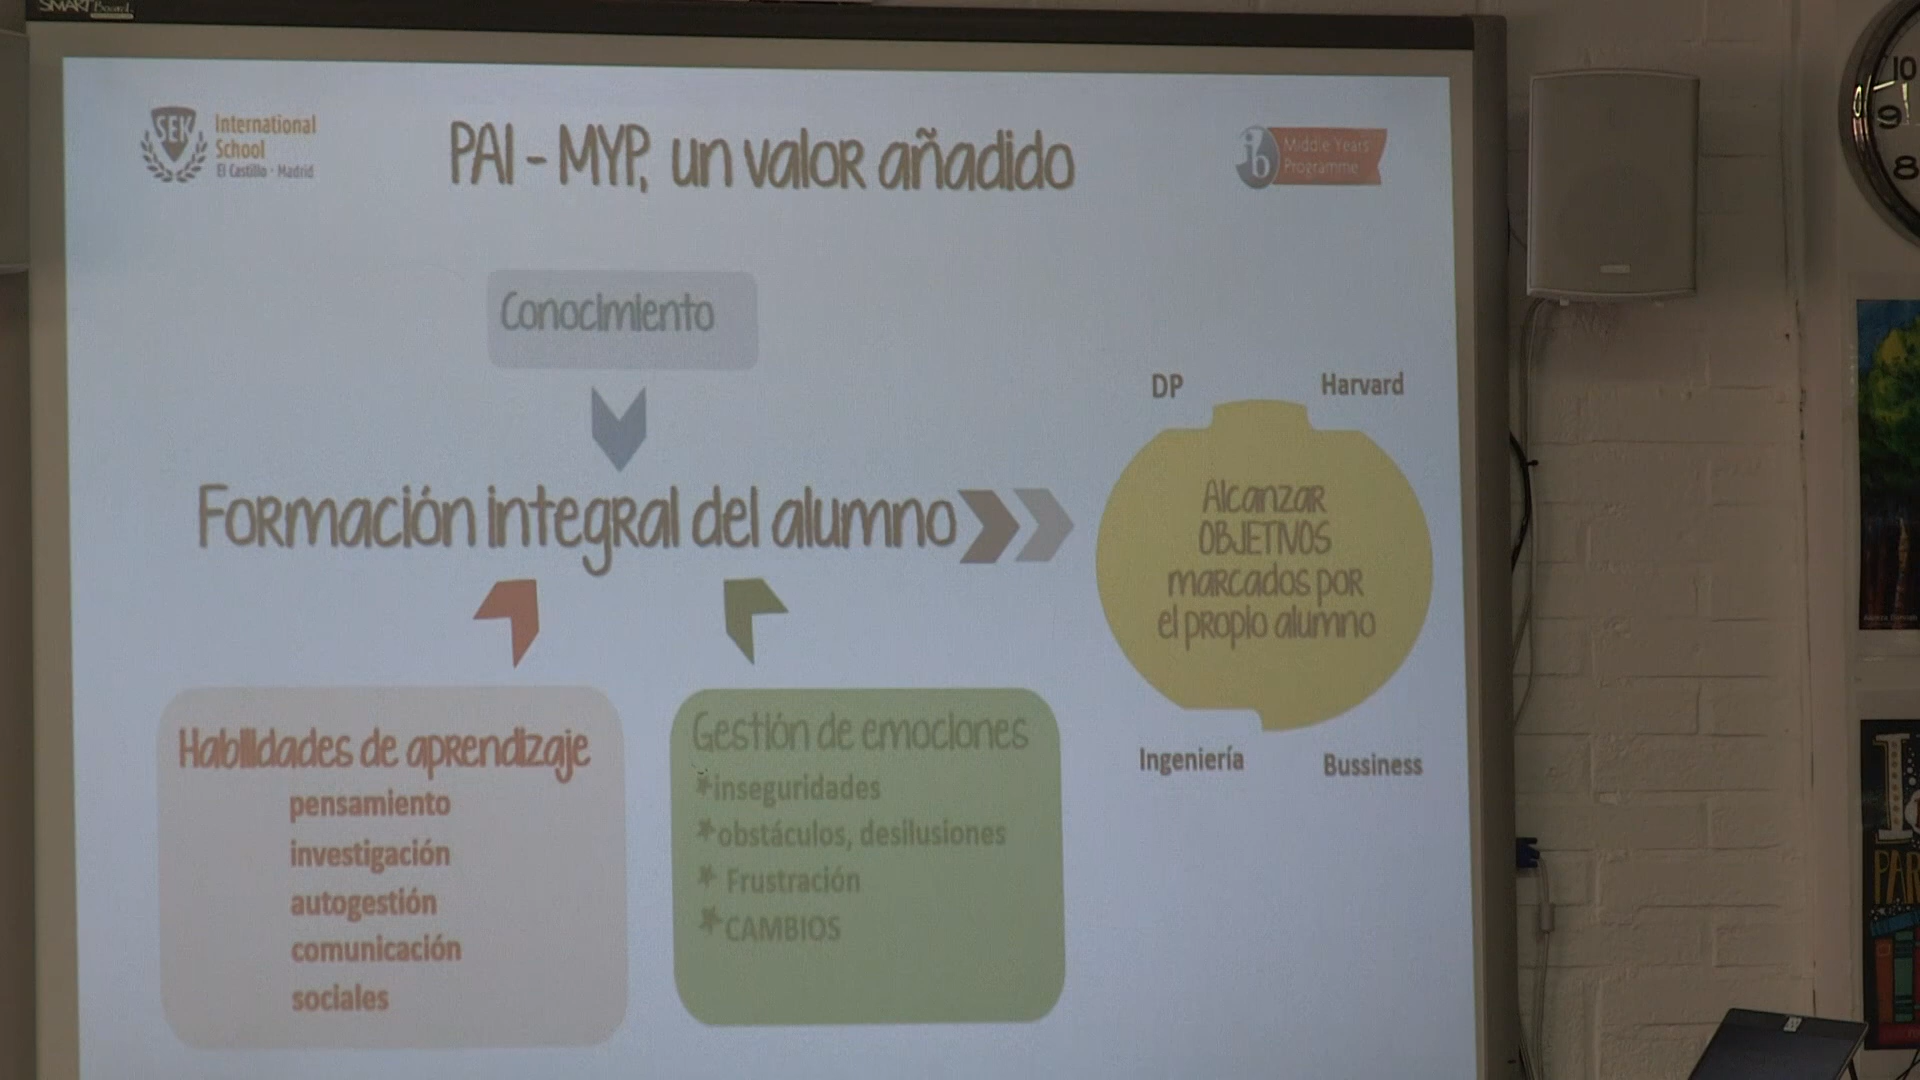 SMART Board
SEK
International
School
El Castillo - Madrid
PAI - MYP, un valor añadido
ib
Middle Years
Programme
10
9
8
Conocimiento
DP
Harvard
Formación integral del alumno
Alcanzar
OBJETIVOS
marcados por
el propio alumno
Habilidades de aprendizaje
pensamiento
investigación
autogestión
comunicación
sociales
Gestión de emociones
*inseguridades
*obstáculos, desilusiones
* Frustración
*CAMBIOS
Ingeniería
Bussiness